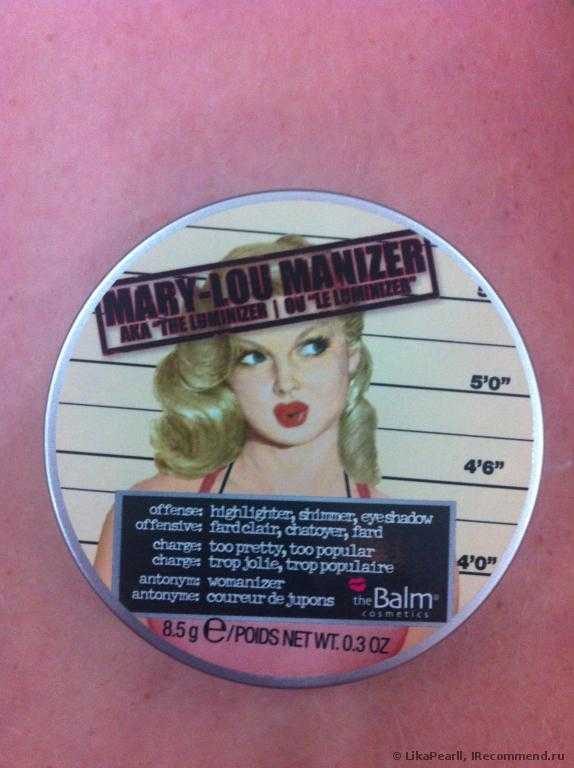 MARY-LOU MANIZER
AKA "THE LUMINIZER | OU "LE LUMINIZER"
5'0"
4'6"
4'0"
offense: highlighter, shimmer, eyeshadow
offensive: fard clair, chatoyer, fard
charge: too pretty, too popular
charge: trop jolie, trop populaire
antonym: womanizer
antonyme: coureur de jupons
theBalm®
cosmetics
8.5 g ℮/POIDS NET WT. 0.3 OZ
© LikaPearll, IRecommend.ru